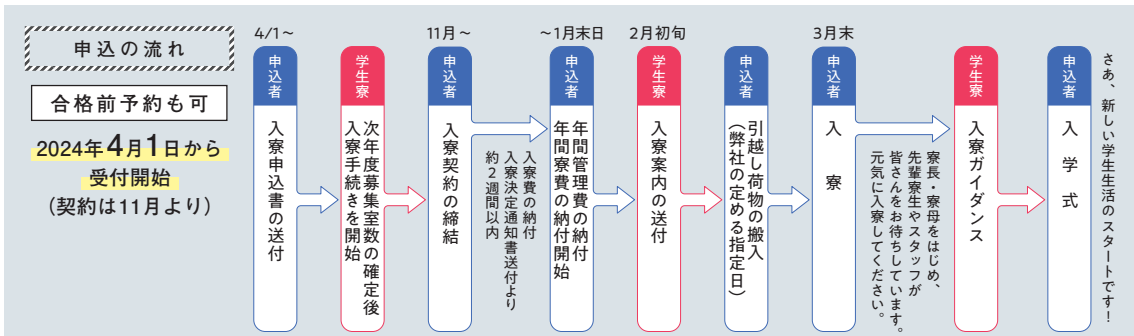 申込の流れ
合格前予約も可
2024年4月1日から
受付開始
(契約は11月より)
4/1～
申込者
入寮申込書の送付
学生寮
次年度募集室数の確定後
入寮手続きを開始
11月～
申込者
入寮契約の締結
入寮費の納付
入寮決定通知書送付より
約2週間以内
～1月末日
申込者
年間管理費の納付
年間寮費の納付開始
2月初旬
学生寮
入寮案内の送付
申込者
引越し荷物の搬入
(弊社の定める指定日)
3月末
申込者
入寮
寮長・寮母をはじめ、
先輩寮生やスタッフが
皆さんをお待ちしています。
元気に入寮してください。
学生寮
入寮ガイダンス
申込者
入学式
さあ、新しい学生生活のスタートです!